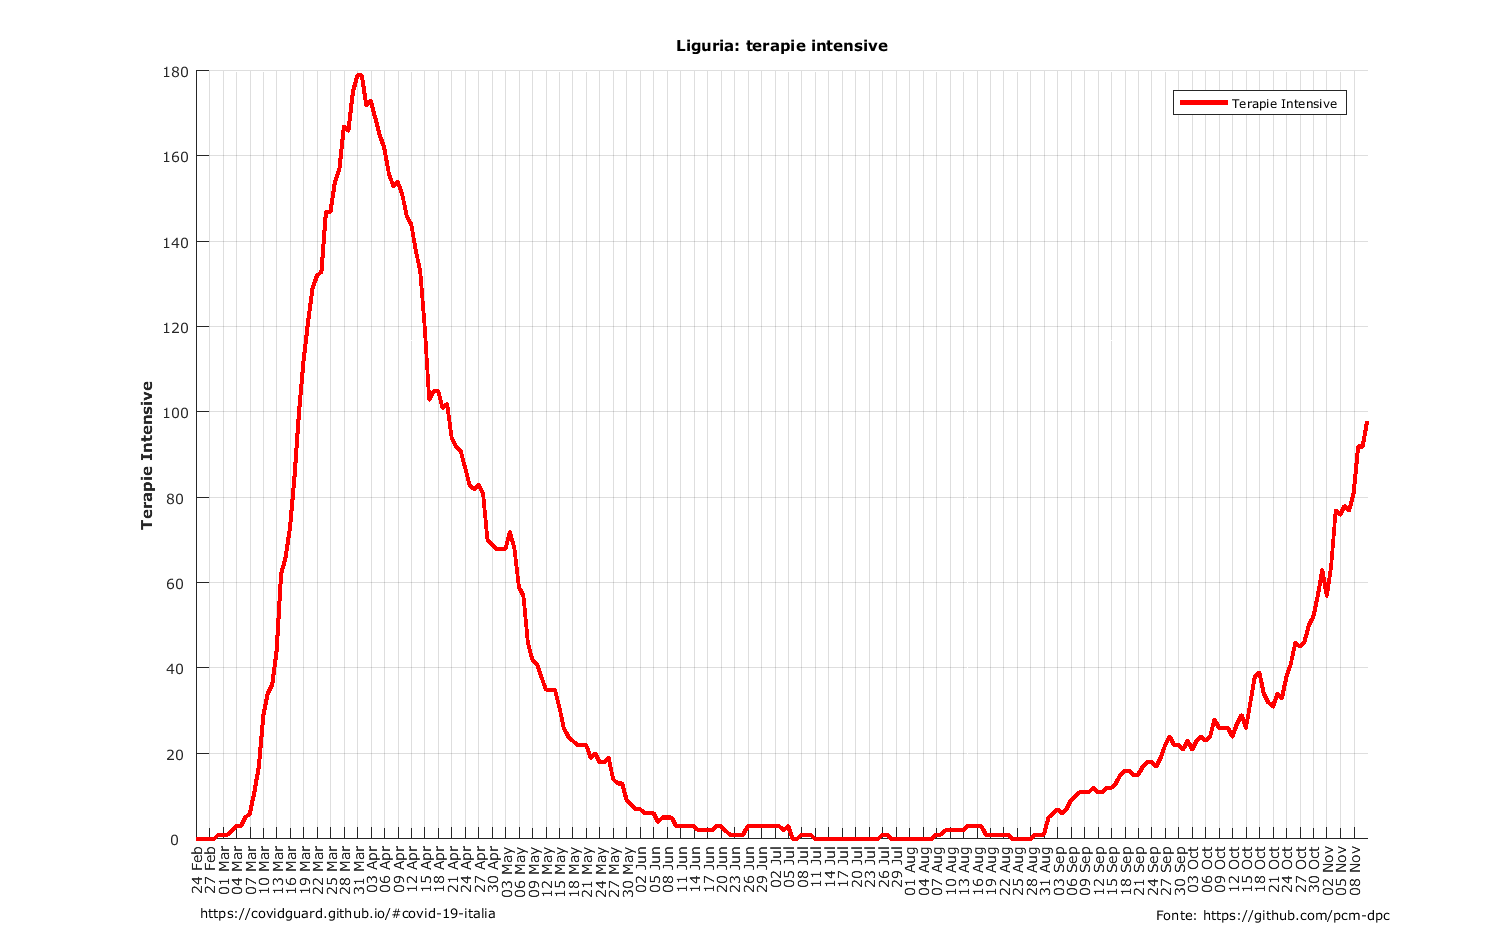 Liguria: terapie intensive
Terapie Intensive
Terapie Intensive
180
160
140
120
100
80
60
40
20
0
24 Feb
27 Feb
01 Mar
04 Mar
07 Mar
10 Mar
13 Mar
16 Mar
19 Mar
22 Mar
25 Mar
28 Mar
31 Mar
03 Apr
06 Apr
09 Apr
12 Apr
15 Apr
18 Apr
21 Apr
24 Apr
27 Apr
30 Apr
03 May
06 May
09 May
12 May
15 May
18 May
21 May
24 May
27 May
30 May
02 Jun
05 Jun
08 Jun
11 Jun
14 Jun
17 Jun
20 Jun
23 Jun
26 Jun
29 Jun
02 Jul
05 Jul
08 Jul
11 Jul
14 Jul
17 Jul
20 Jul
23 Jul
26 Jul
29 Jul
01 Aug
04 Aug
07 Aug
10 Aug
13 Aug
16 Aug
19 Aug
22 Aug
25 Aug
28 Aug
31 Aug
03 Sep
06 Sep
09 Sep
12 Sep
15 Sep
18 Sep
21 Sep
24 Sep
27 Sep
30 Sep
03 Oct
06 Oct
09 Oct
12 Oct
15 Oct
18 Oct
21 Oct
24 Oct
27 Oct
30 Oct
02 Nov
05 Nov
08 Nov
https://covidguard.github.io/#covid-19-italia
Fonte: https://github.com/pcm-dpc